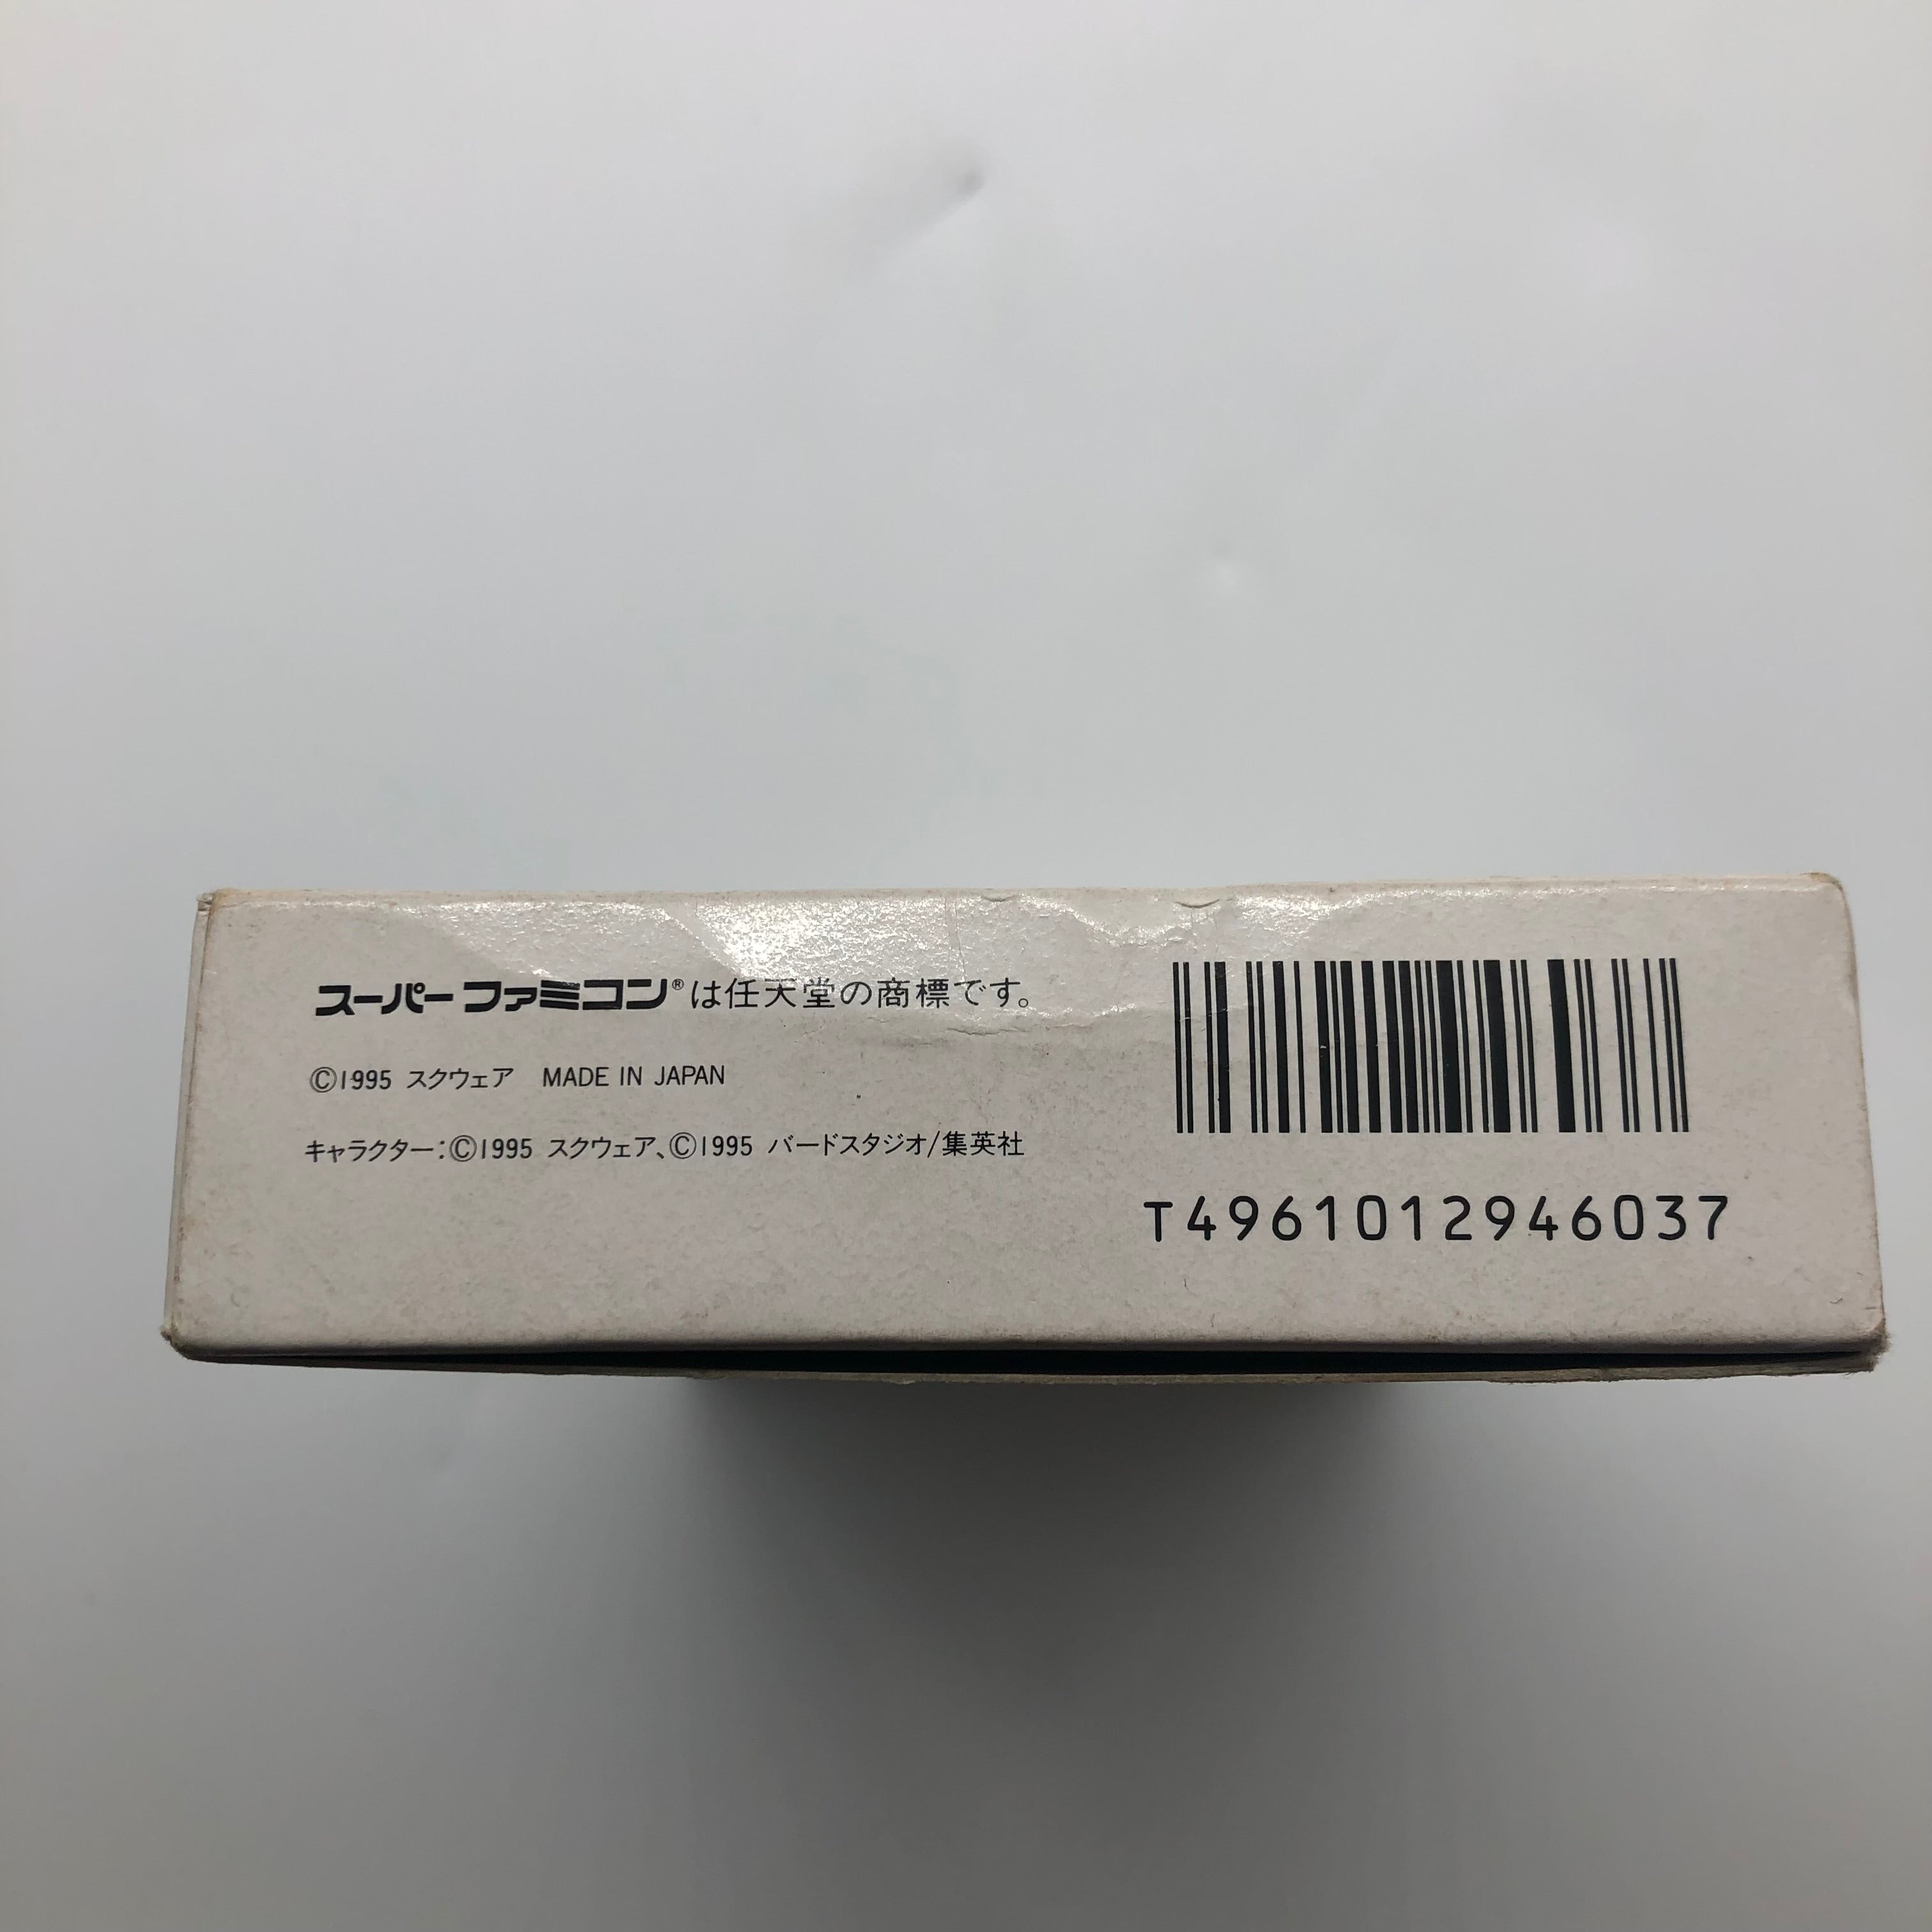 スーパーファミコン®は任天堂の商標です。
©1995 スクウェア MADE IN JAPAN
キャラクター:©1995 スクウェア、©1995 バードスタジオ/集英社
T4961012946037